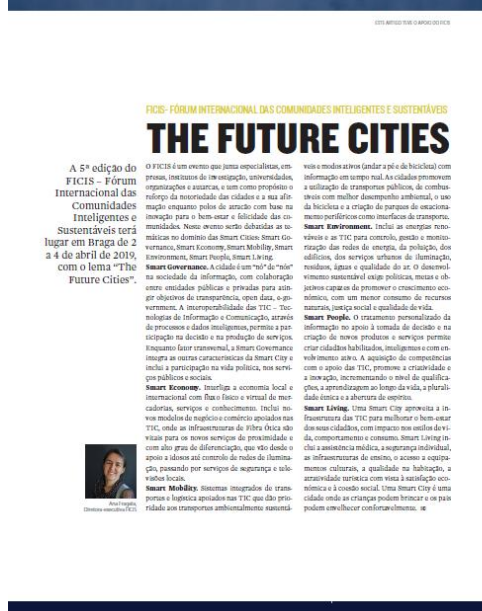 ESTE ARTIGO TEVE O APOIO DO FICIS
FICIS- FÓRUM INTERNACIONAL DAS COMUNIDADES INTELIGENTES E SUSTENTÁVEIS
THE FUTURE CITIES
A 5ª edição do
FICIS – Fórum
Internacional das
Comunidades
Inteligentes e
Sustentáveis terá
lugar em Braga de 2
a 4 de abril de 2019,
com o lema "The
Future Cities".
O FICIS é um evento que junta especialistas, em-
presas, institutos de investigação, universidades,
organizações e autarcas, e tem como propósito o
reforço da notoriedade das cidades e a sua afir-
mação enquanto polos de atração com base na
inovação para o bem-estar e felicidade das co-
munidades. Neste evento serão debatidas as te-
máticas no domínio das Smart Cities: Smart Go-
vernance, Smart Economy, Smart Mobility, Smart
Environment, Smart People, Smart Living.
Smart Governance. A cidade é um "nó" de "nós"
na sociedade da informação, com colaboração
entre entidades públicas e privadas para atin-
gir objetivos de transparência, open data, e-go-
vernment. A interoperabilidade das TIC – Tec-
nologias de Informação e Comunicação, através
de processos e dados inteligentes, permite a par-
ticipação na decisão e na produção de serviços.
Enquanto fator transversal, a Smart Governance
integra as outras características da Smart City e
inclui a participação na vida política, nos servi-
ços públicos e sociais.
Smart Economy. Interliga a economia local e
internacional com fluxo físico e virtual de mer-
cadorias, serviços e conhecimento. Inclui no-
vos modelos de negócio e comércio apoiados nas
TIC, onde as infraestruturas de Fibra Ótica são
vitais para os novos serviços de proximidade e
com alto grau de diferenciação, que vão desde o
apoio a idosos até controlo de redes de ilumina-
ção, passando por serviços de segurança e tele-
visões locais.
Smart Mobility. Sistemas integrados de trans-
portes e logística apoiados nas TIC que dão prio-
ridade aos transportes ambientalmente sustentá-
veis e modos ativos (andar a pé e de bicicleta) com
informação em tempo real. As cidades promovem
a utilização de transportes públicos, de combus-
tíveis com melhor desempenho ambiental, o uso
da bicicleta e a criação de parques de estaciona-
mento periféricos como interfaces de transporte.
Smart Environment. Inclui as energias reno-
váveis e as TIC para controlo, gestão e monito-
rização das redes de energia, da poluição, dos
edifícios, dos serviços urbanos de iluminação,
resíduos, águas e qualidade do ar. O desenvol-
vimento sustentável exige políticas, metas e ob-
jetivos capazes de promover o crescimento eco-
nómico, com um menor consumo de recursos
naturais, justiça social e qualidade de vida.
Smart People. O tratamento personalizado da
informação no apoio à tomada de decisão e na
criação de novos produtos e serviços permite
criar cidadãos habilitados, inteligentes e com en-
volvimento ativo. A aquisição de competências
com o apoio das TIC, promove a criatividade e
a inovação, incrementando o nível de qualifica-
ções, a aprendizagem ao longo da vida, a plurali-
dade étnica e a abertura de espírito.
Smart Living. Uma Smart City aproveita a in-
fraestrutura das TIC para melhorar o bem-estar
dos seus cidadãos, com impacto nos estilos de vi-
da, comportamento e consumo. Smart Living in-
clui a assistência médica, a segurança individual,
as infraestruturas de ensino, o acesso a equipa-
mentos culturais, a qualidade na habitação, a
atratividade turística com vista à satisfação eco-
nómica e à coesão social. Uma Smart City é uma
cidade onde as crianças podem brincar e os pais
podem envelhecer confortavelmente.
Ana Fragata,
Diretora executiva FICIS